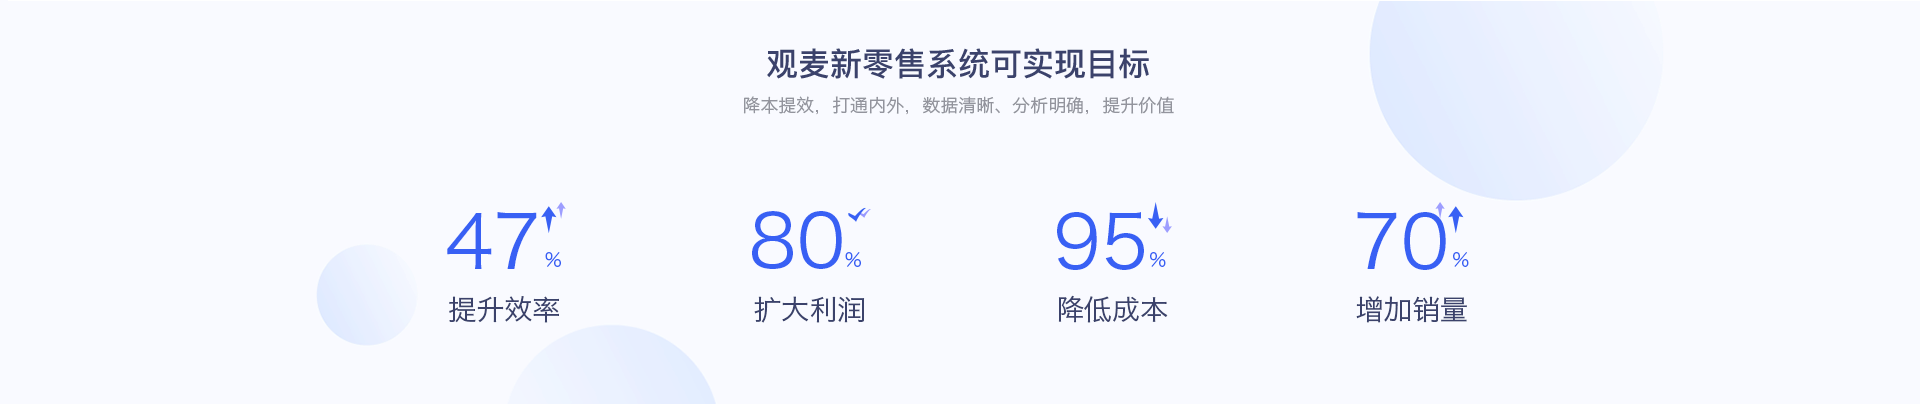 观麦新零售系统可实现目标
降本提效，打通内外，数据清晰、分析明确，提升价值
47%
80%
95%
70%
提升效率
扩大利润
降低成本
增加销量